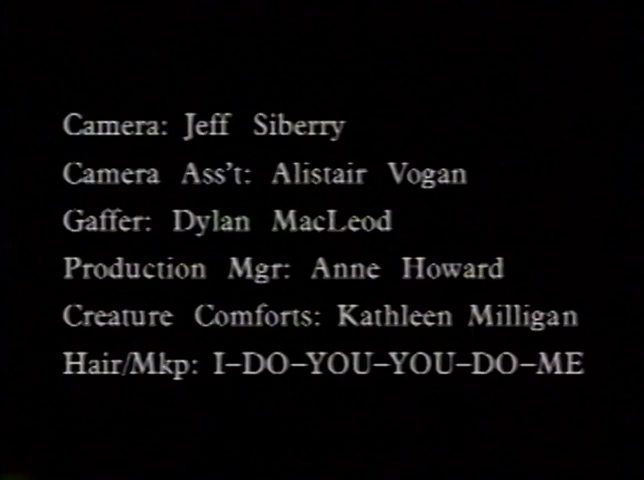 Camera: Jeff Siberry
Camera Ass't: Alistair Vogan
Gaffer: Dylan MacLeod
Production Mgr: Anne Howard
Creature Comforts: Kathleen Milligan
Hair/Mkp: I–DO–YOU–YOU–DO–ME